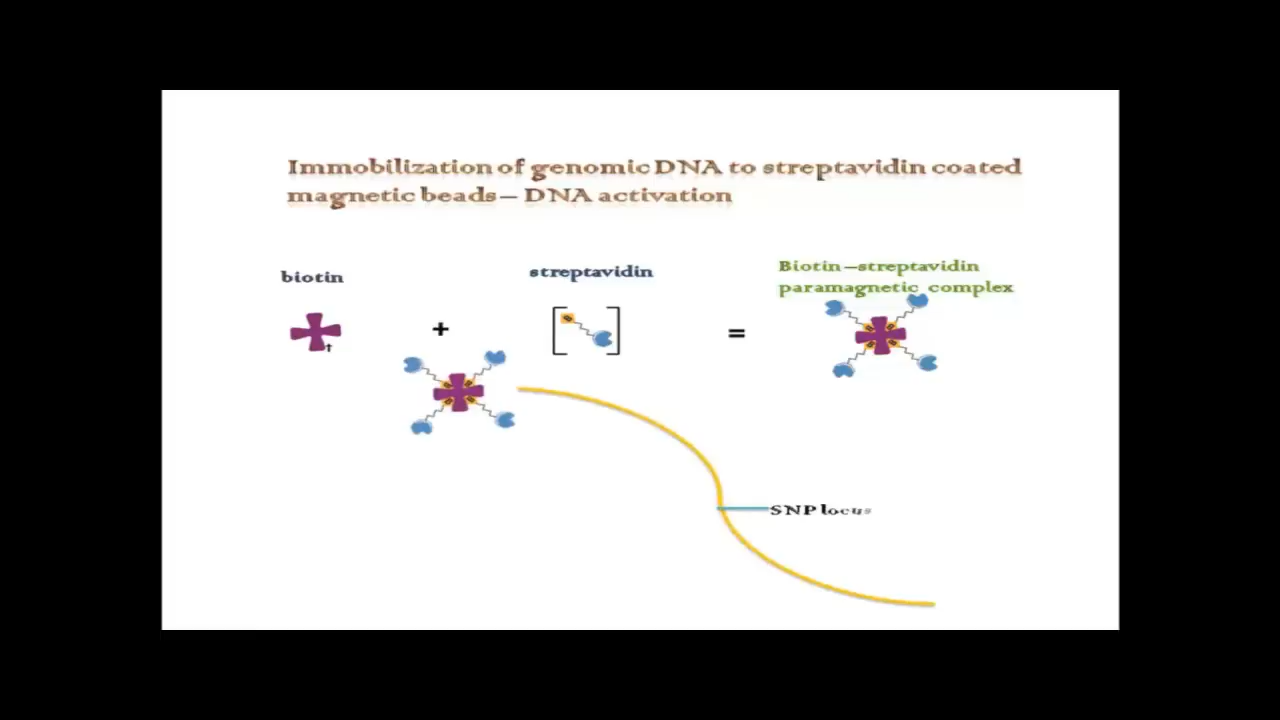 Immobilization of genomic DNA to streptavidin coated
magnetic beads – DNA activation
biotin
streptavidin
Biotin –streptavidin
paramagnetic complex
+
=
SNP locus